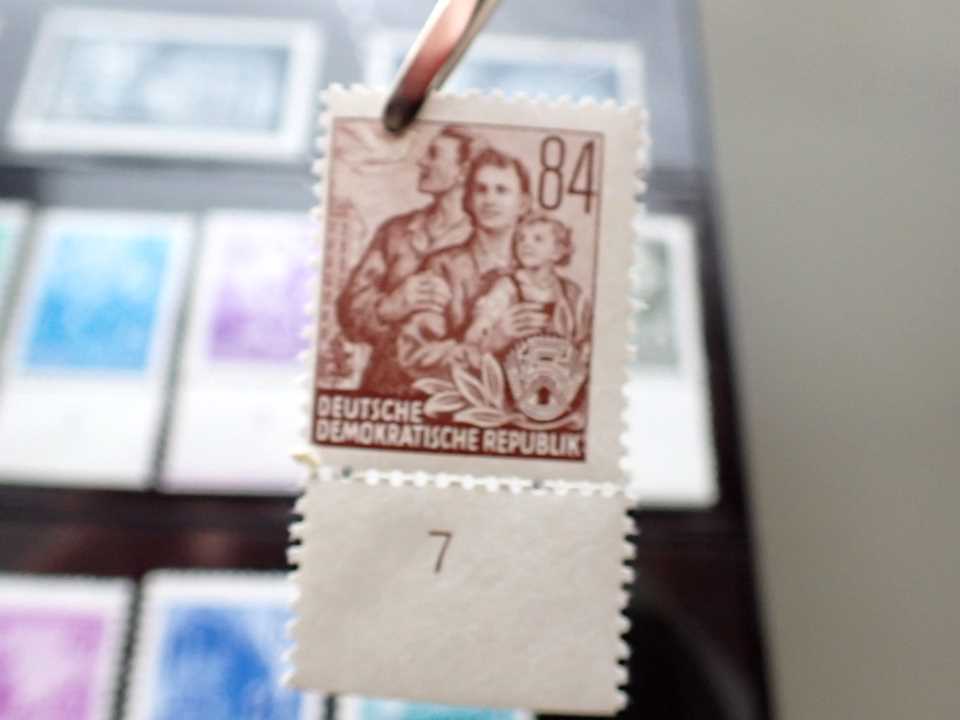 84
DEUTSCHE
DEMOKRATISCHE REPUBLIK
7